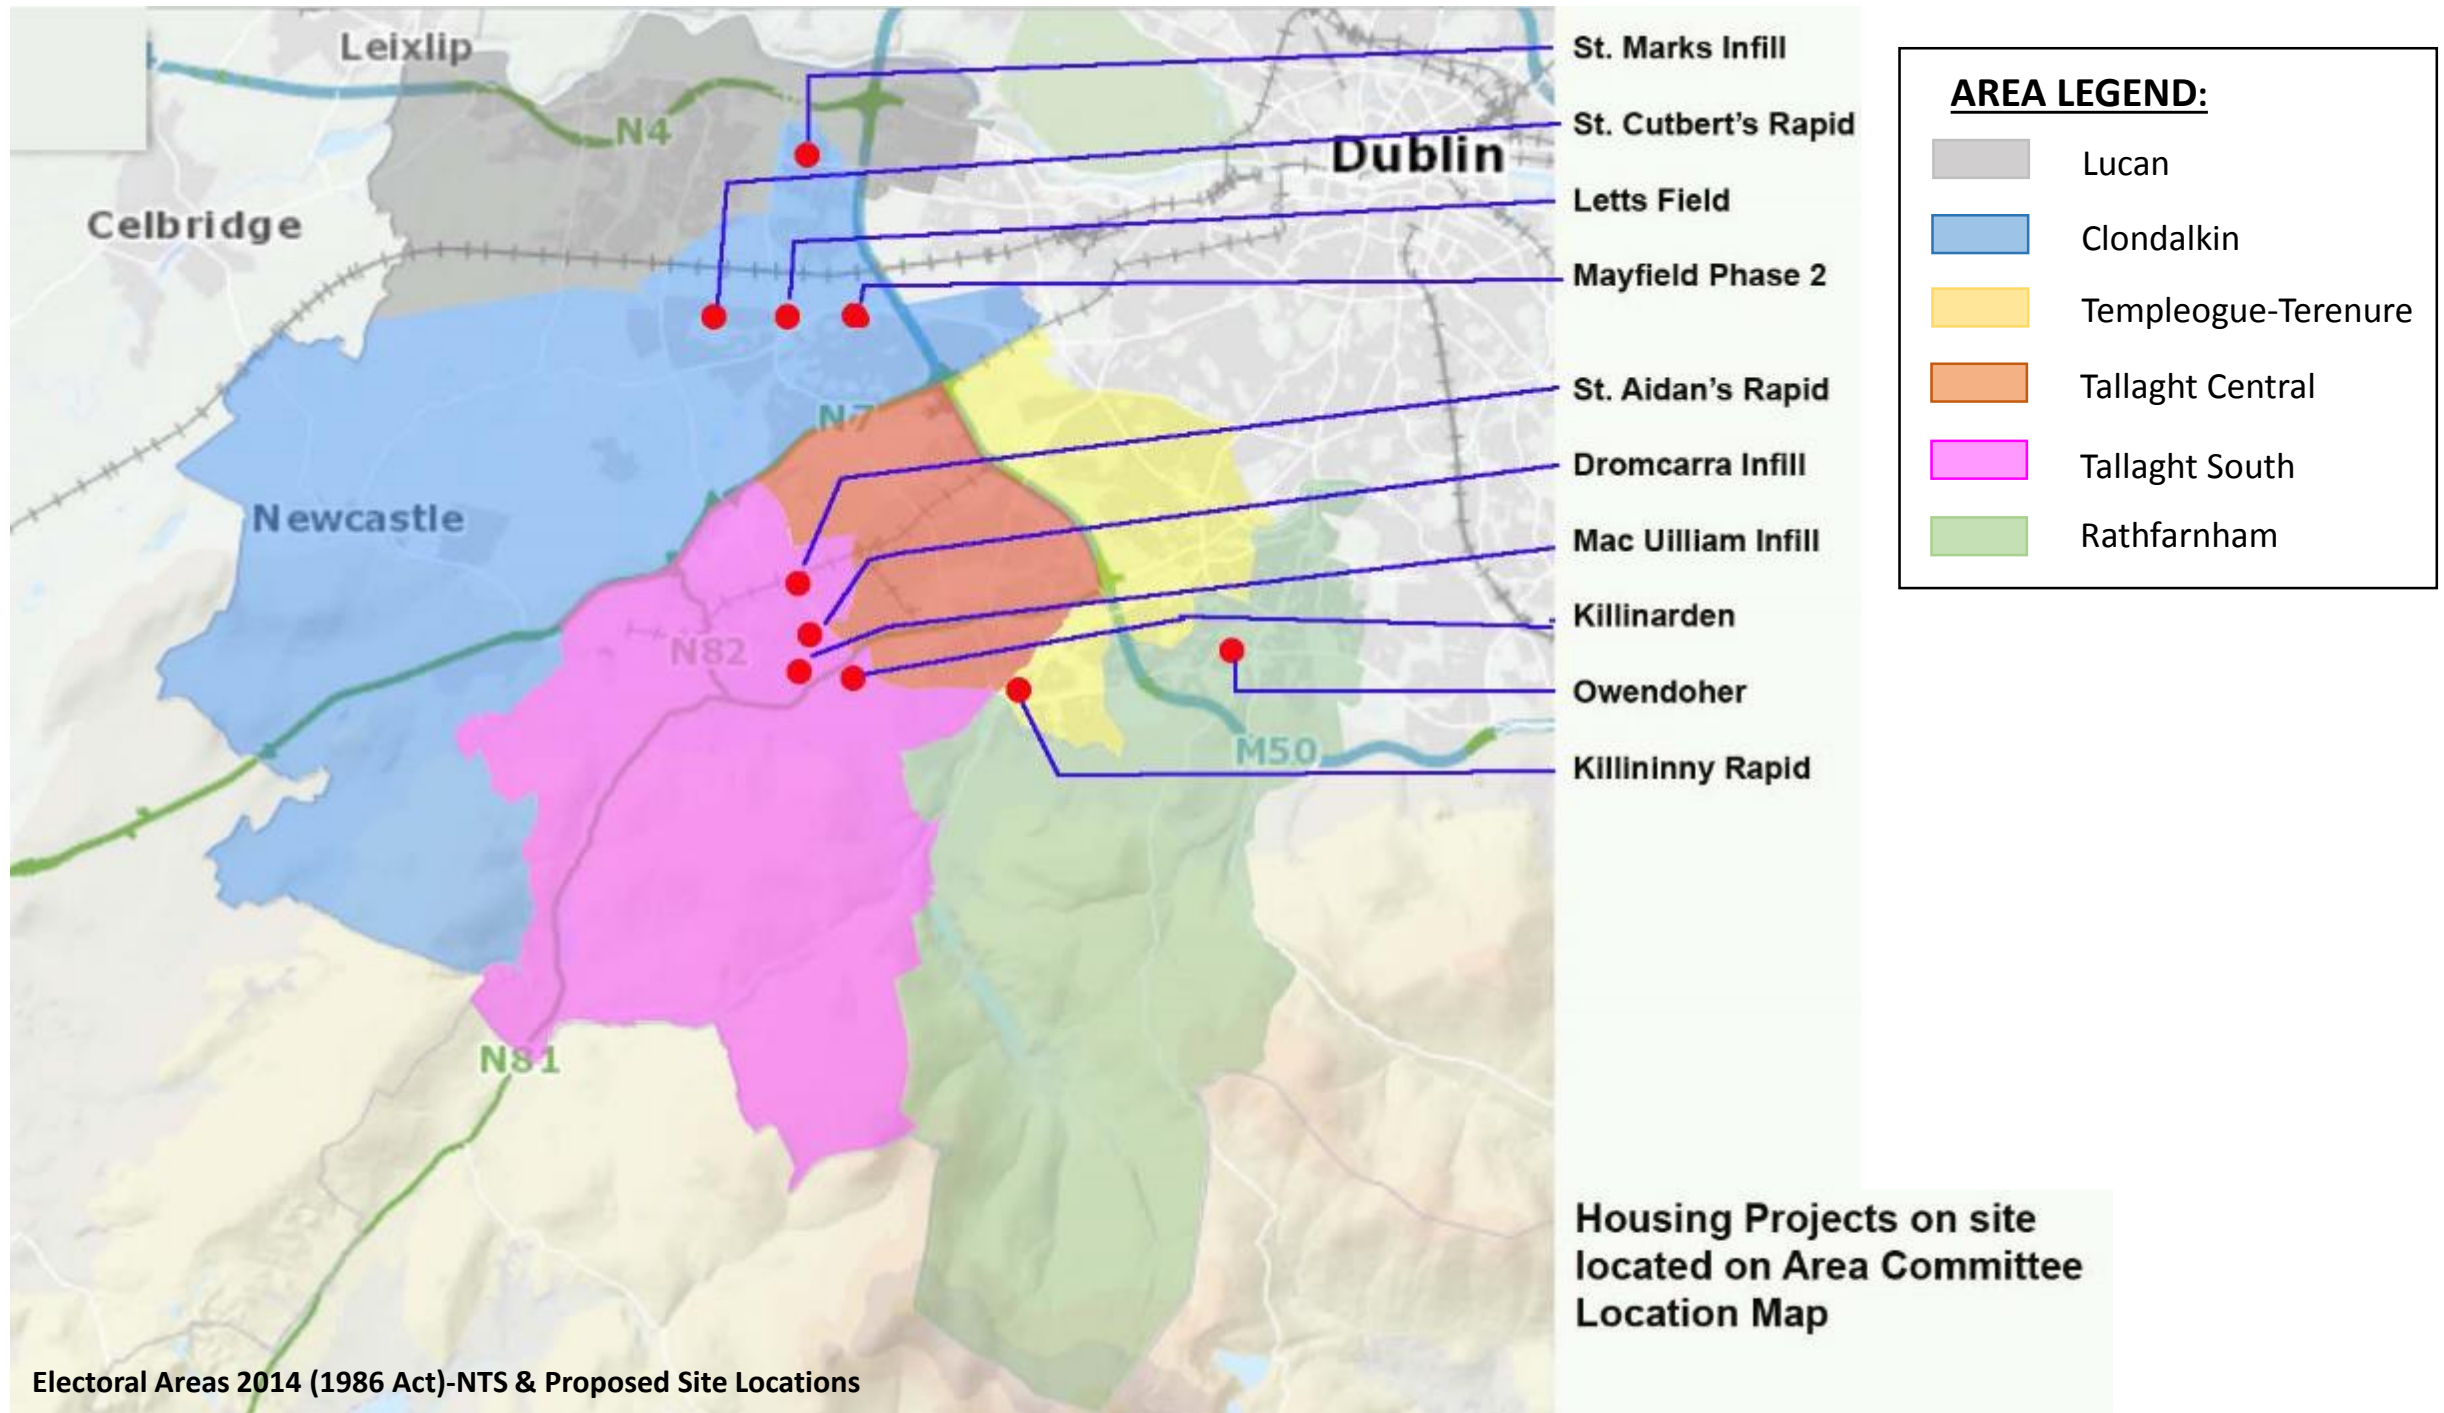 Leixlip
N4
Celbridge
Dublin
N7
Newcastle
N82
M50
N81
St. Marks Infill
St. Cutbert's Rapid
Letts Field
Mayfield Phase 2
St. Aidan's Rapid
Dromcarra Infill
Mac Uilliam Infill
Killinarden
Owendoher
Killininny Rapid
AREA LEGEND:
Lucan
Clondalkin
Templeogue-Terenure
Tallaght Central
Tallaght South
Rathfarnham
Housing Projects on site
located on Area Committee
Location Map
Electoral Areas 2014 (1986 Act)-NTS & Proposed Site Locations